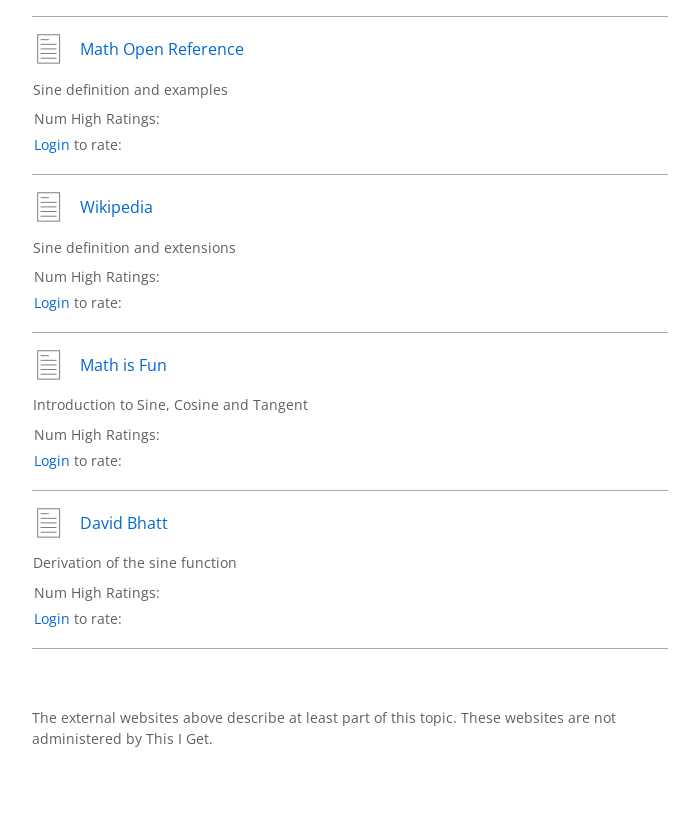 Math Open Reference
Sine definition and examples
Num High Ratings:
Login to rate:
Wikipedia
Sine definition and extensions
Num High Ratings:
Login to rate:
Math is Fun
Introduction to Sine, Cosine and Tangent
Num High Ratings:
Login to rate:
David Bhatt
Derivation of the sine function
Num High Ratings:
Login to rate:
The external websites above describe at least part of this topic. These websites are not
administered by This I Get.